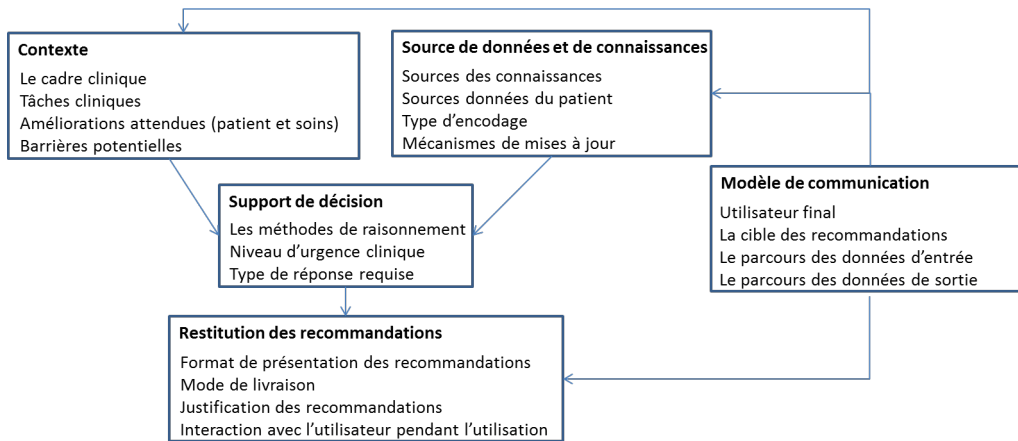 Contexte
Le cadre clinique
Tâches cliniques
Améliorations attendues (patient et soins)
Barrières potentielles
Source de données et de connaissances
Sources des connaissances
Sources données du patient
Type d’encodage
Mécanismes de mises à jour
Modèle de communication
Utilisateur final
La cible des recommandations
Le parcours des données d’entrée
Le parcours des données de sortie
Support de décision
Les méthodes de raisonnement
Niveau d’urgence clinique
Type de réponse requise
Restitution des recommandations
Format de présentation des recommandations
Mode de livraison
Justification des recommandations
Interaction avec l’utilisateur pendant l’utilisation